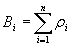 $B_i = \sum_{i=1}^{n} \rho_i$